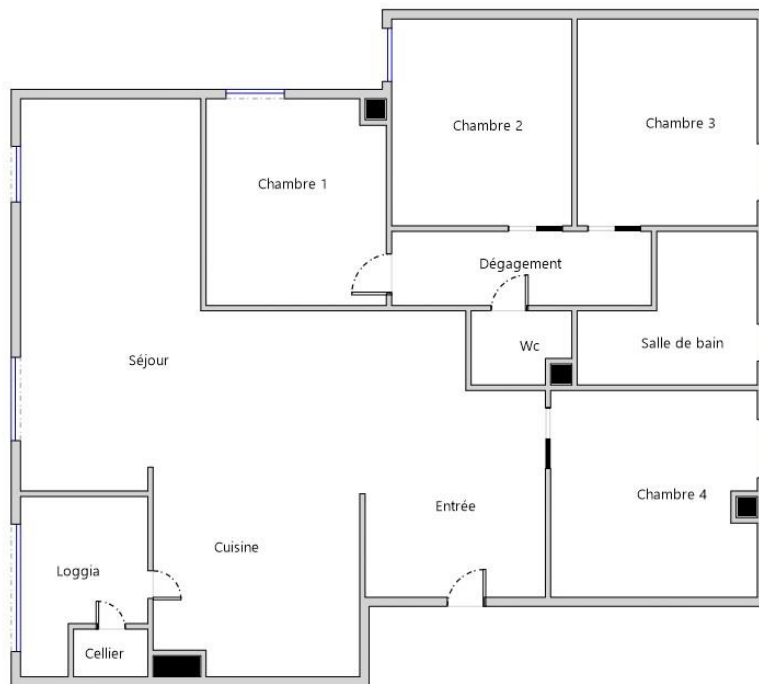 Chambre 2
Chambre 3
Chambre 1
Dégagement
Wc
Salle de bain
Séjour
Chambre 4
Entrée
Cuisine
Loggia
Cellier